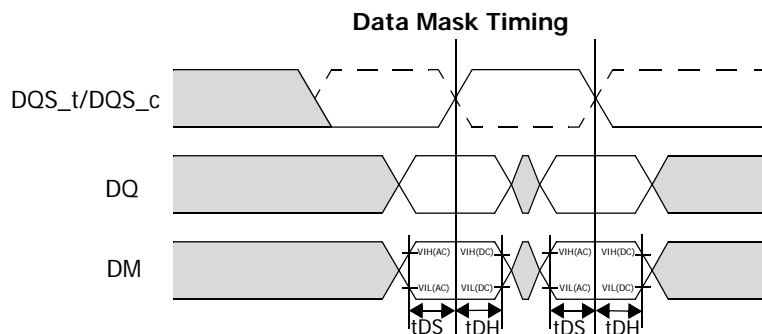 Data Mask Timing
DQS_t/DQS_c
DQ
DM
VIH(AC) VIH(DC) VIH(AC) VIH(DC)
VIL(AC) VIL(DC) VIL(AC) VIL(DC)
tDS tDH tDS tDH